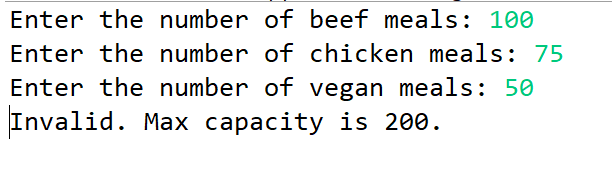 Enter the number of beef meals: 100
Enter the number of chicken meals: 75
Enter the number of vegan meals: 50
Invalid. Max capacity is 200.